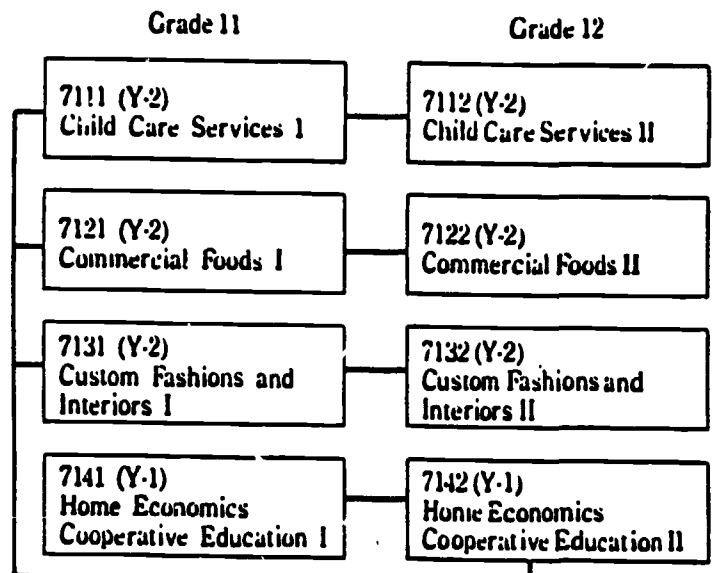 Grade 11
Grade 12
7111 (Y-2)
Child Care Services I
7112 (Y-2)
Child Care Services II
7121 (Y-2)
Commercial Foods I
7122 (Y-2)
Commercial Foods II
7131 (Y-2)
Custom Fashions and
Interiors I
7132 (Y-2)
Custom Fashions and
Interiors II
7141 (Y-1)
Home Economics
Cooperative Education I
7142 (Y-1)
Home Economics
Cooperative Education II